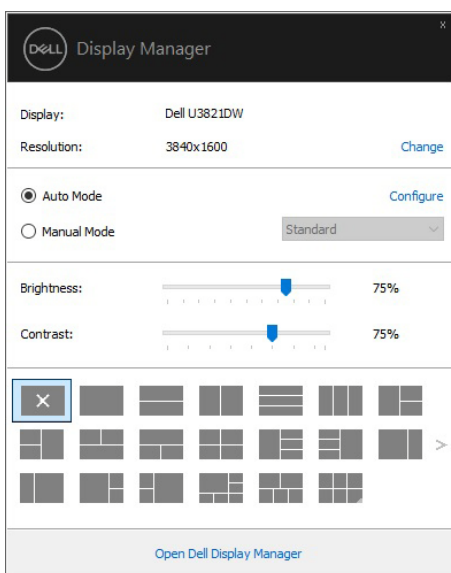 x
DELL Display Manager
Display: Dell U3821DW
Resolution: 3840x1600 Change
Auto Mode Configure
Manual Mode Standard
Brightness: 75%
Contrast: 75%
Open Dell Display Manager